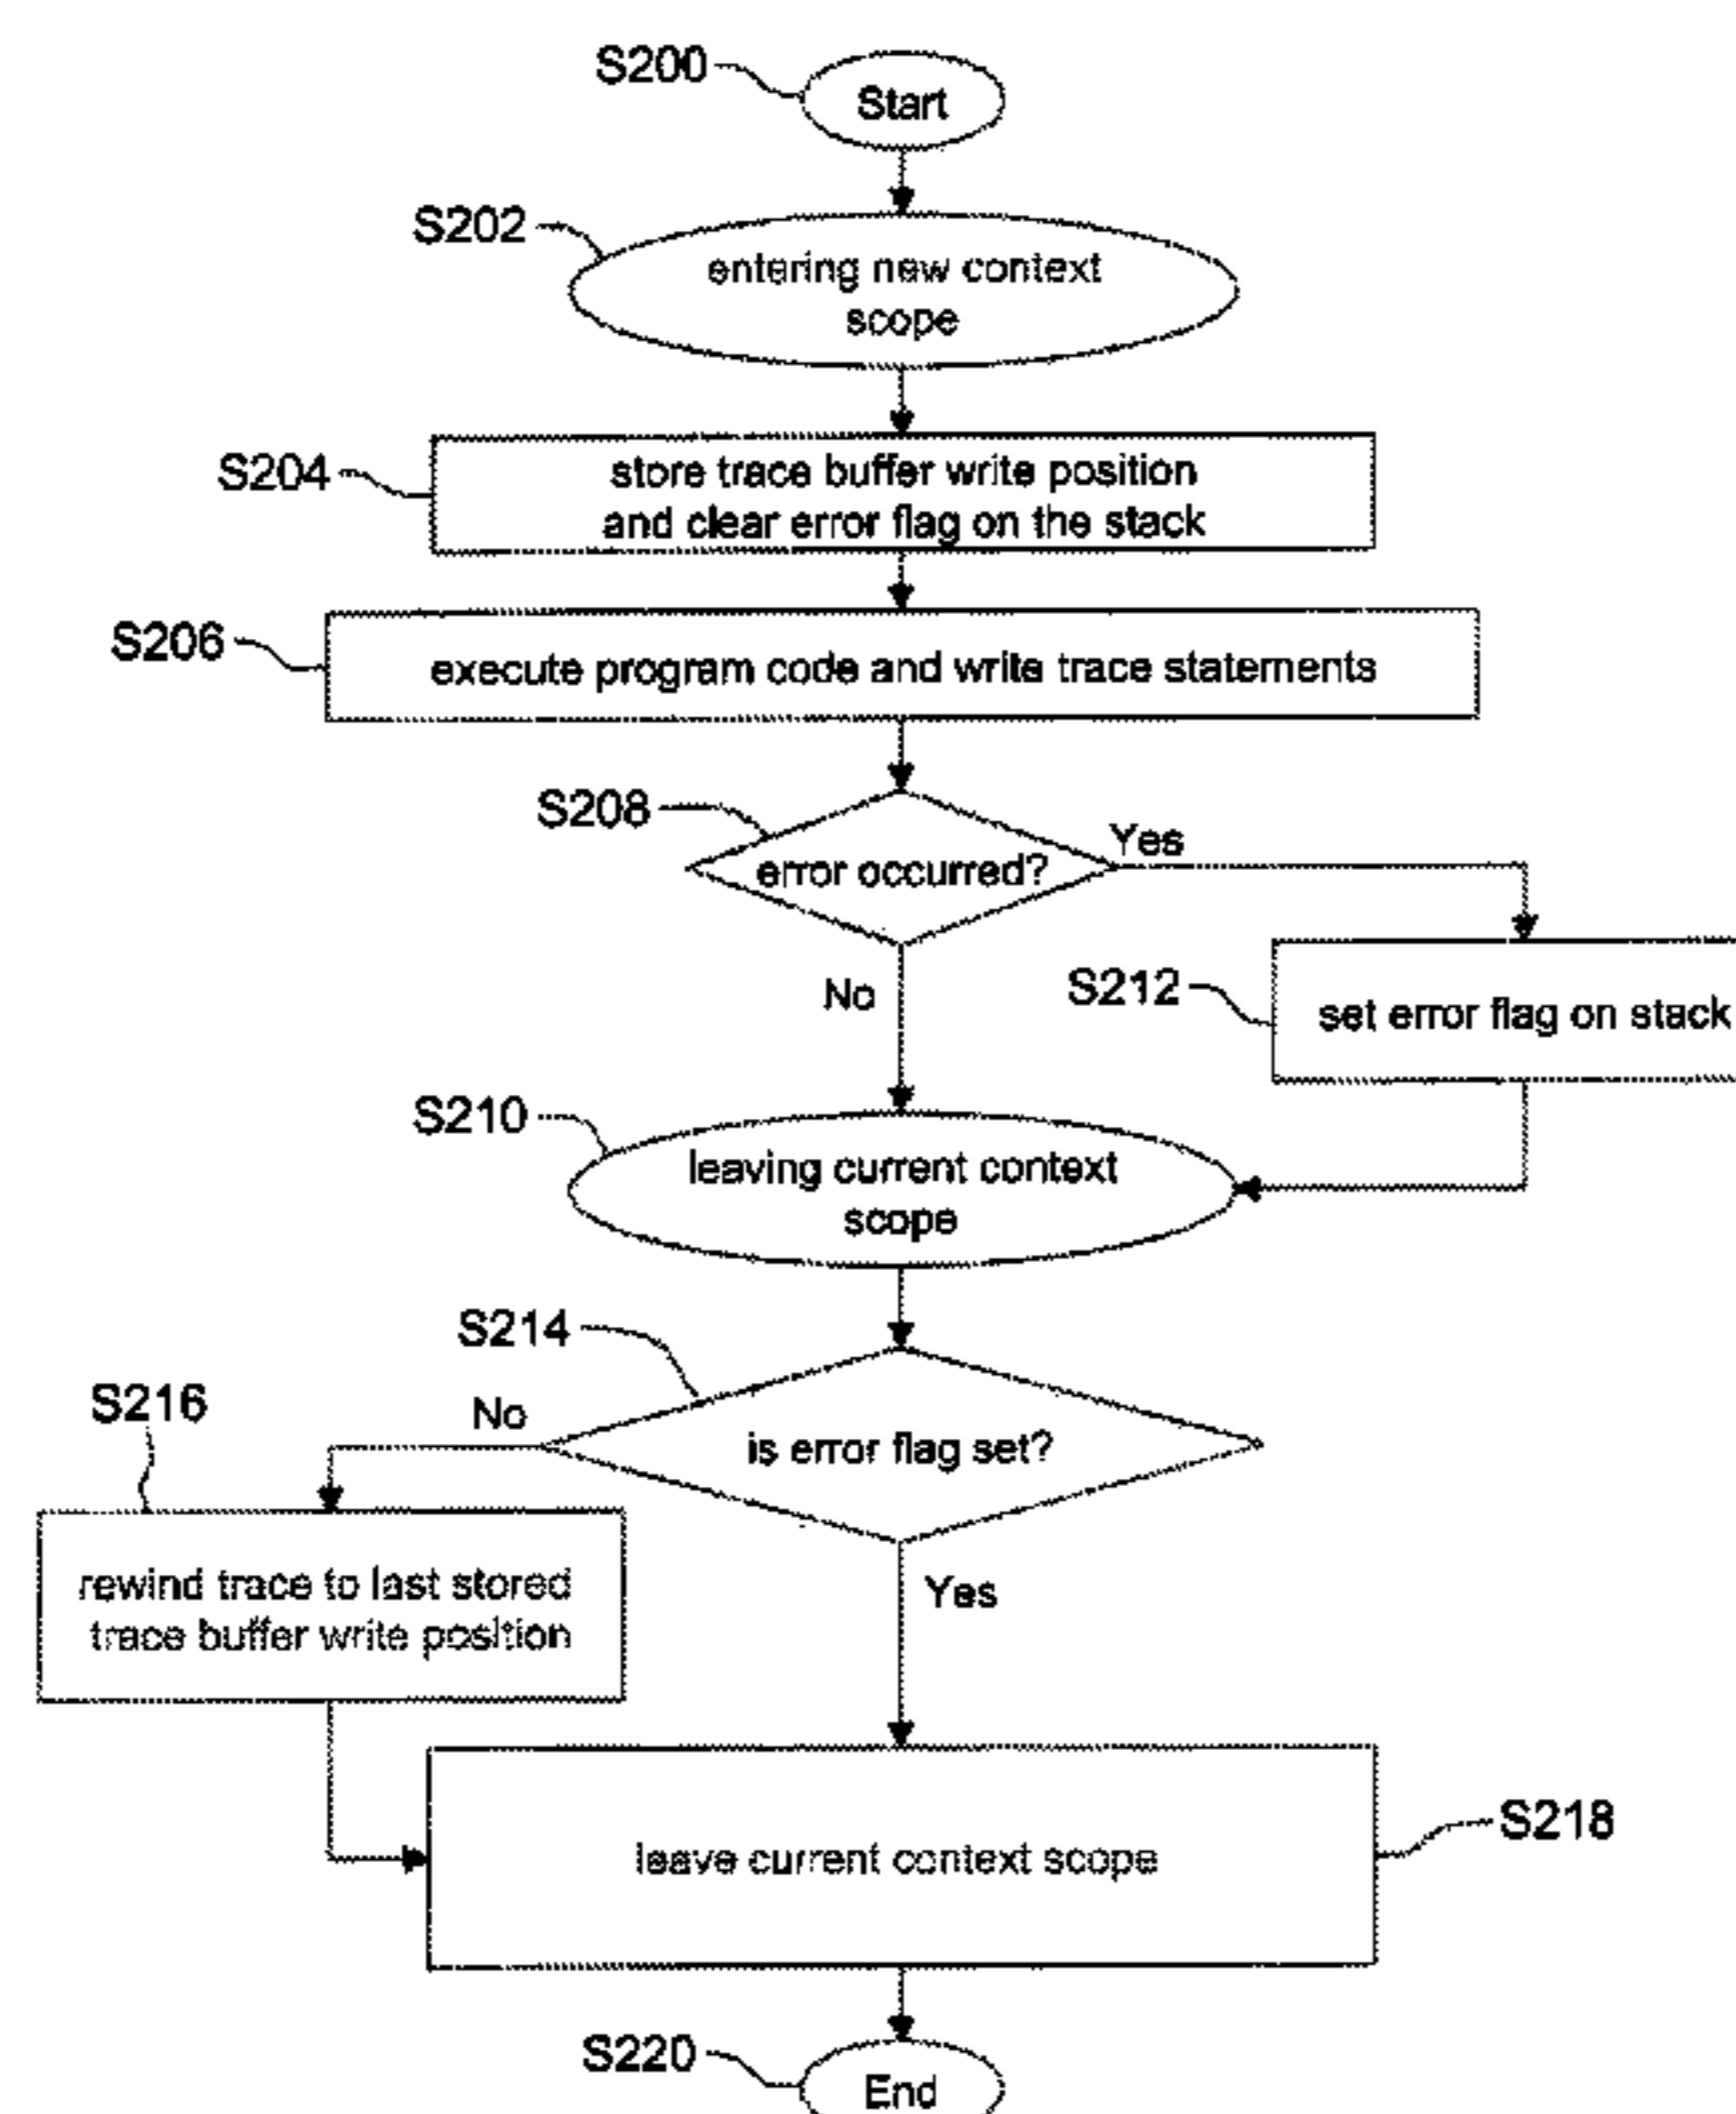 S200
Start
S202
entering new context
scope
S204
store trace buffer write position
and clear error flag on the stack
S206
execute program code and write trace statements
S208
error occurred?
Yes
No
S212
set error flag on stack
S210
leaving current context
scope
S214
S216
No
is error flag set?
rewind trace to last stored
trace buffer write position
Yes
leave current context scope
S218
S220
End